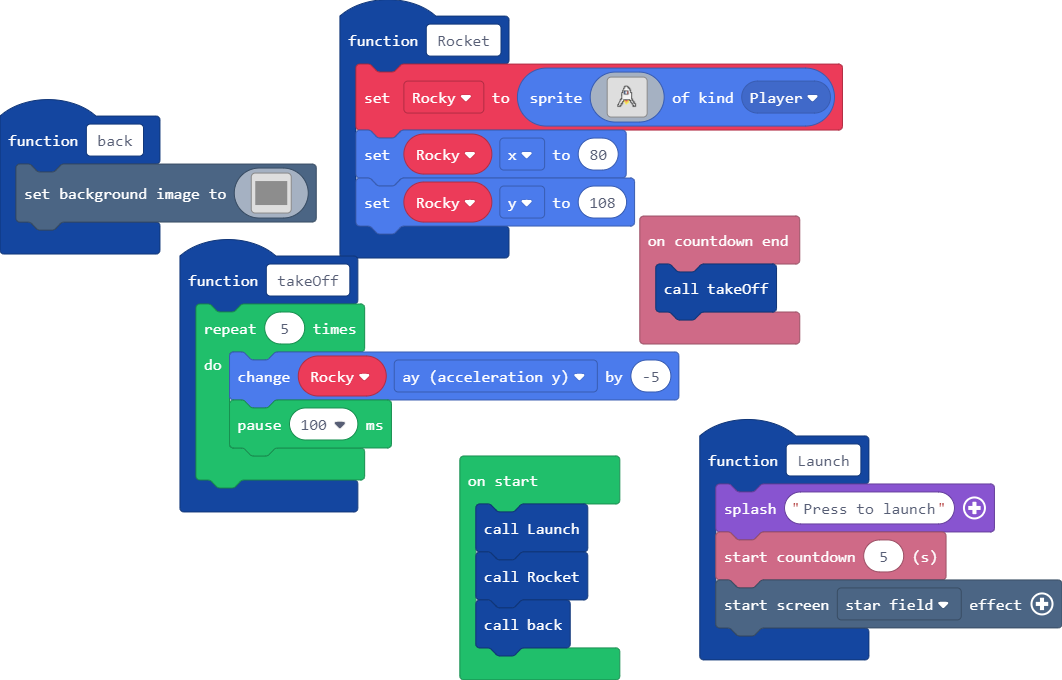 function Rocket
set Rocky to sprite of kind Player
set Rocky x to 80
set Rocky y to 108
function back
set background image to
on countdown end
call takeOff
function takeOff
repeat 5 times
do
change Rocky ay (acceleration y) by -5
pause 100 ms
on start
call Launch
call Rocket
call back
function Launch
splash "Press to launch"
start countdown 5 (s)
start screen star field effect